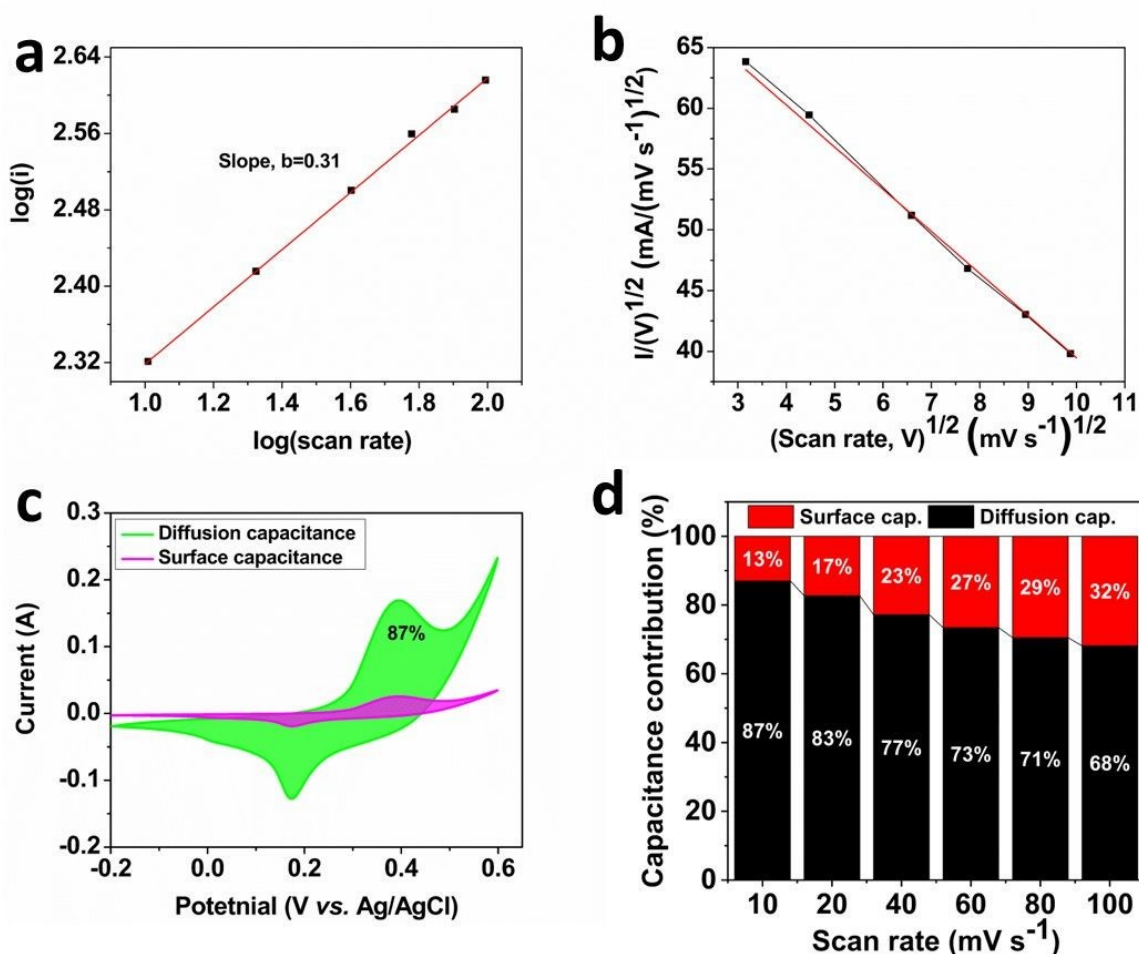 a
2.64
2.56
2.48
2.40
2.32
log(i)
Slope, b=0.31
1.0 1.2 1.4 1.6 1.8 2.0
log(scan rate)
b
65
60
55
50
45
40
I/(V)^1/2 (mA/(mV s^-1)^1/2)
3 4 5 6 7 8 9 10 11
(Scan rate, V)^1/2 (mV s^-1)^1/2
c
0.3
0.2
0.1
0.0
-0.1
-0.2
Current (A)
Diffusion capacitance
Surface capacitance
87%
-0.2 0.0 0.2 0.4 0.6
Potetnial (V vs. Ag/AgCl)
d
Surface cap. Diffusion cap.
100
80
60
40
20
0
Capacitance contribution (%)
13% 17% 23% 27% 29% 32%
87% 83% 77% 73% 71% 68%
10 20 40 60 80 100
Scan rate (mV s^-1)